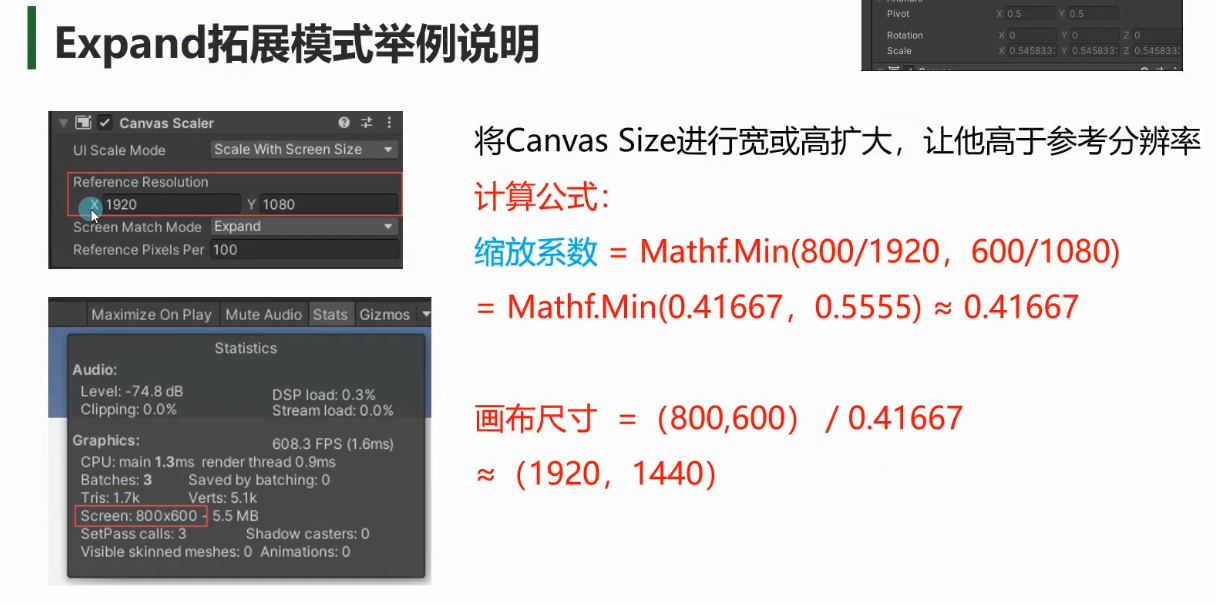 Expand拓展模式举例说明
Pivot X 0.5 Y 0.5
Rotation X 0 Y 0 Z 0
Scale X 0.545833 Y 0.545833 Z 0.545833
Canvas Scaler
UI Scale Mode Scale With Screen Size
Reference Resolution
X 1920 Y 1080
Screen Match Mode Expand
Reference Pixels Per 100
将Canvas Size进行宽或高扩大，让他高于参考分辨率
计算公式：
缩放系数 = Mathf.Min(800/1920，600/1080)
= Mathf.Min(0.41667，0.5555) ≈ 0.41667
画布尺寸 =（800,600） / 0.41667
≈（1920，1440）
Maximize On Play Mute Audio Stats Gizmos
Statistics
Audio:
Level: -74.8 dB DSP load: 0.3%
Clipping: 0.0% Stream load: 0.0%
Graphics: 608.3 FPS (1.6ms)
CPU: main 1.3ms render thread 0.9ms
Batches: 3 Saved by batching: 0
Tris: 1.7k Verts: 5.1k
Screen: 800x600 - 5.5 MB
SetPass calls: 3 Shadow casters: 0
Visible skinned meshes: 0 Animations: 0